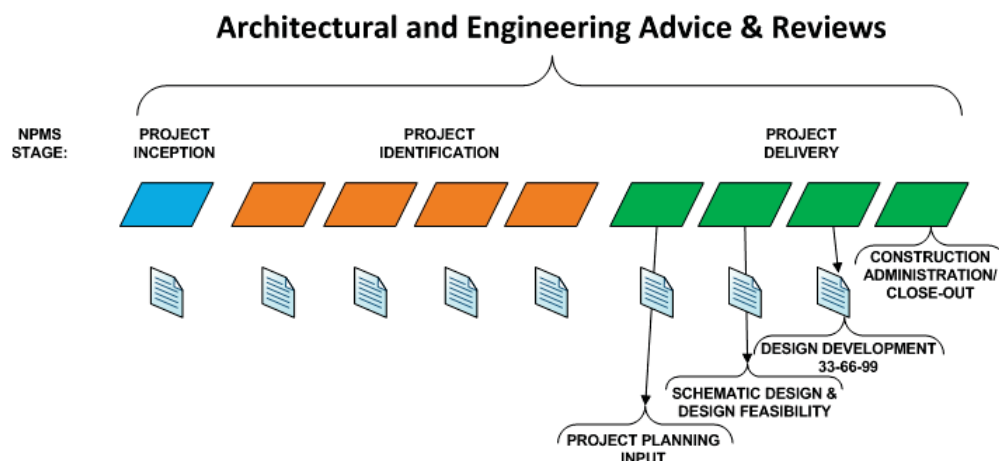 Architectural and Engineering Advice & Reviews
NPMS
STAGE:
PROJECT
INCEPTION
PROJECT
IDENTIFICATION
PROJECT
DELIVERY
CONSTRUCTION
ADMINISTRATION/
CLOSE-OUT
DESIGN DEVELOPMENT
33-66-99
SCHEMATIC DESIGN &
DESIGN FEASIBILITY
PROJECT PLANNING
INPUT